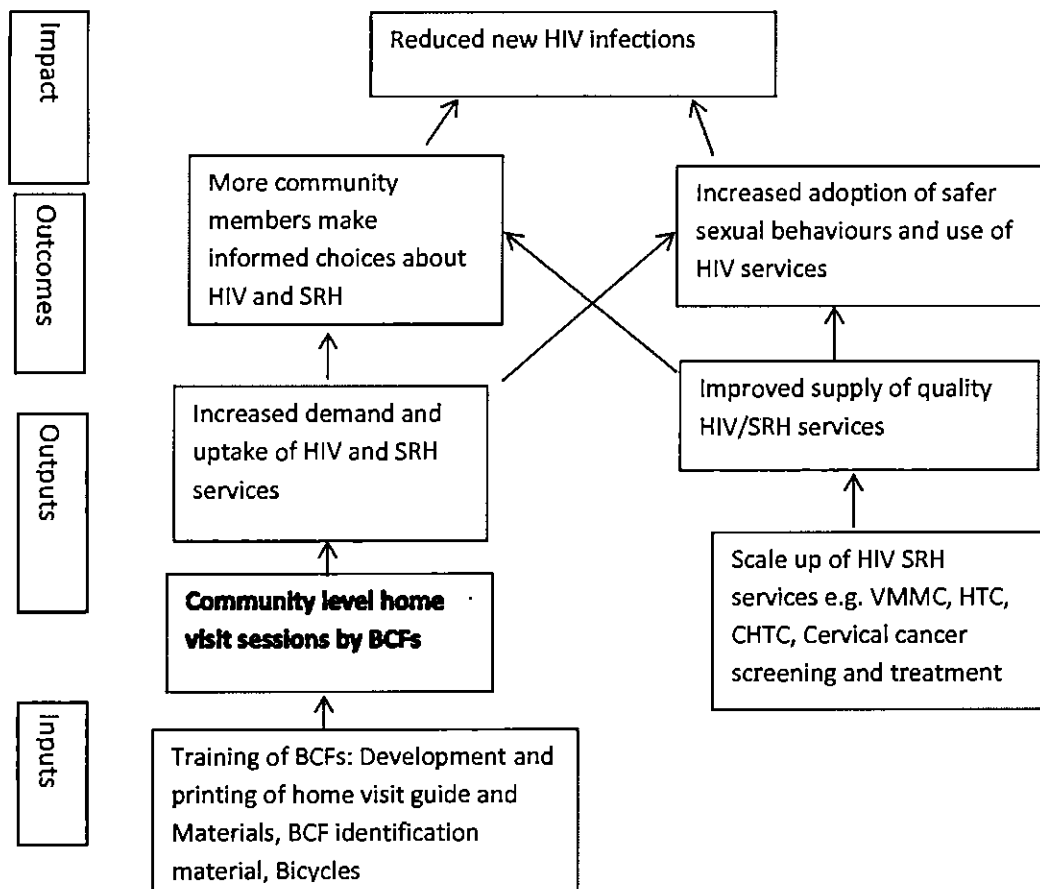 Impact
Reduced new HIV infections
More community
members make
informed choices about
HIV and SRH
Increased adoption of safer
sexual behaviours and use of
HIV services
Outcomes
Increased demand and
uptake of HIV and SRH
services
Improved supply of quality
HIV/SRH services
Outputs
Community level home
visit sessions by BCFs
Scale up of HIV SRH
services e.g. VMMC, HTC,
CHTC, Cervical cancer
screening and treatment
Inputs
Training of BCFs: Development and
printing of home visit guide and
Materials, BCF identification
material, Bicycles